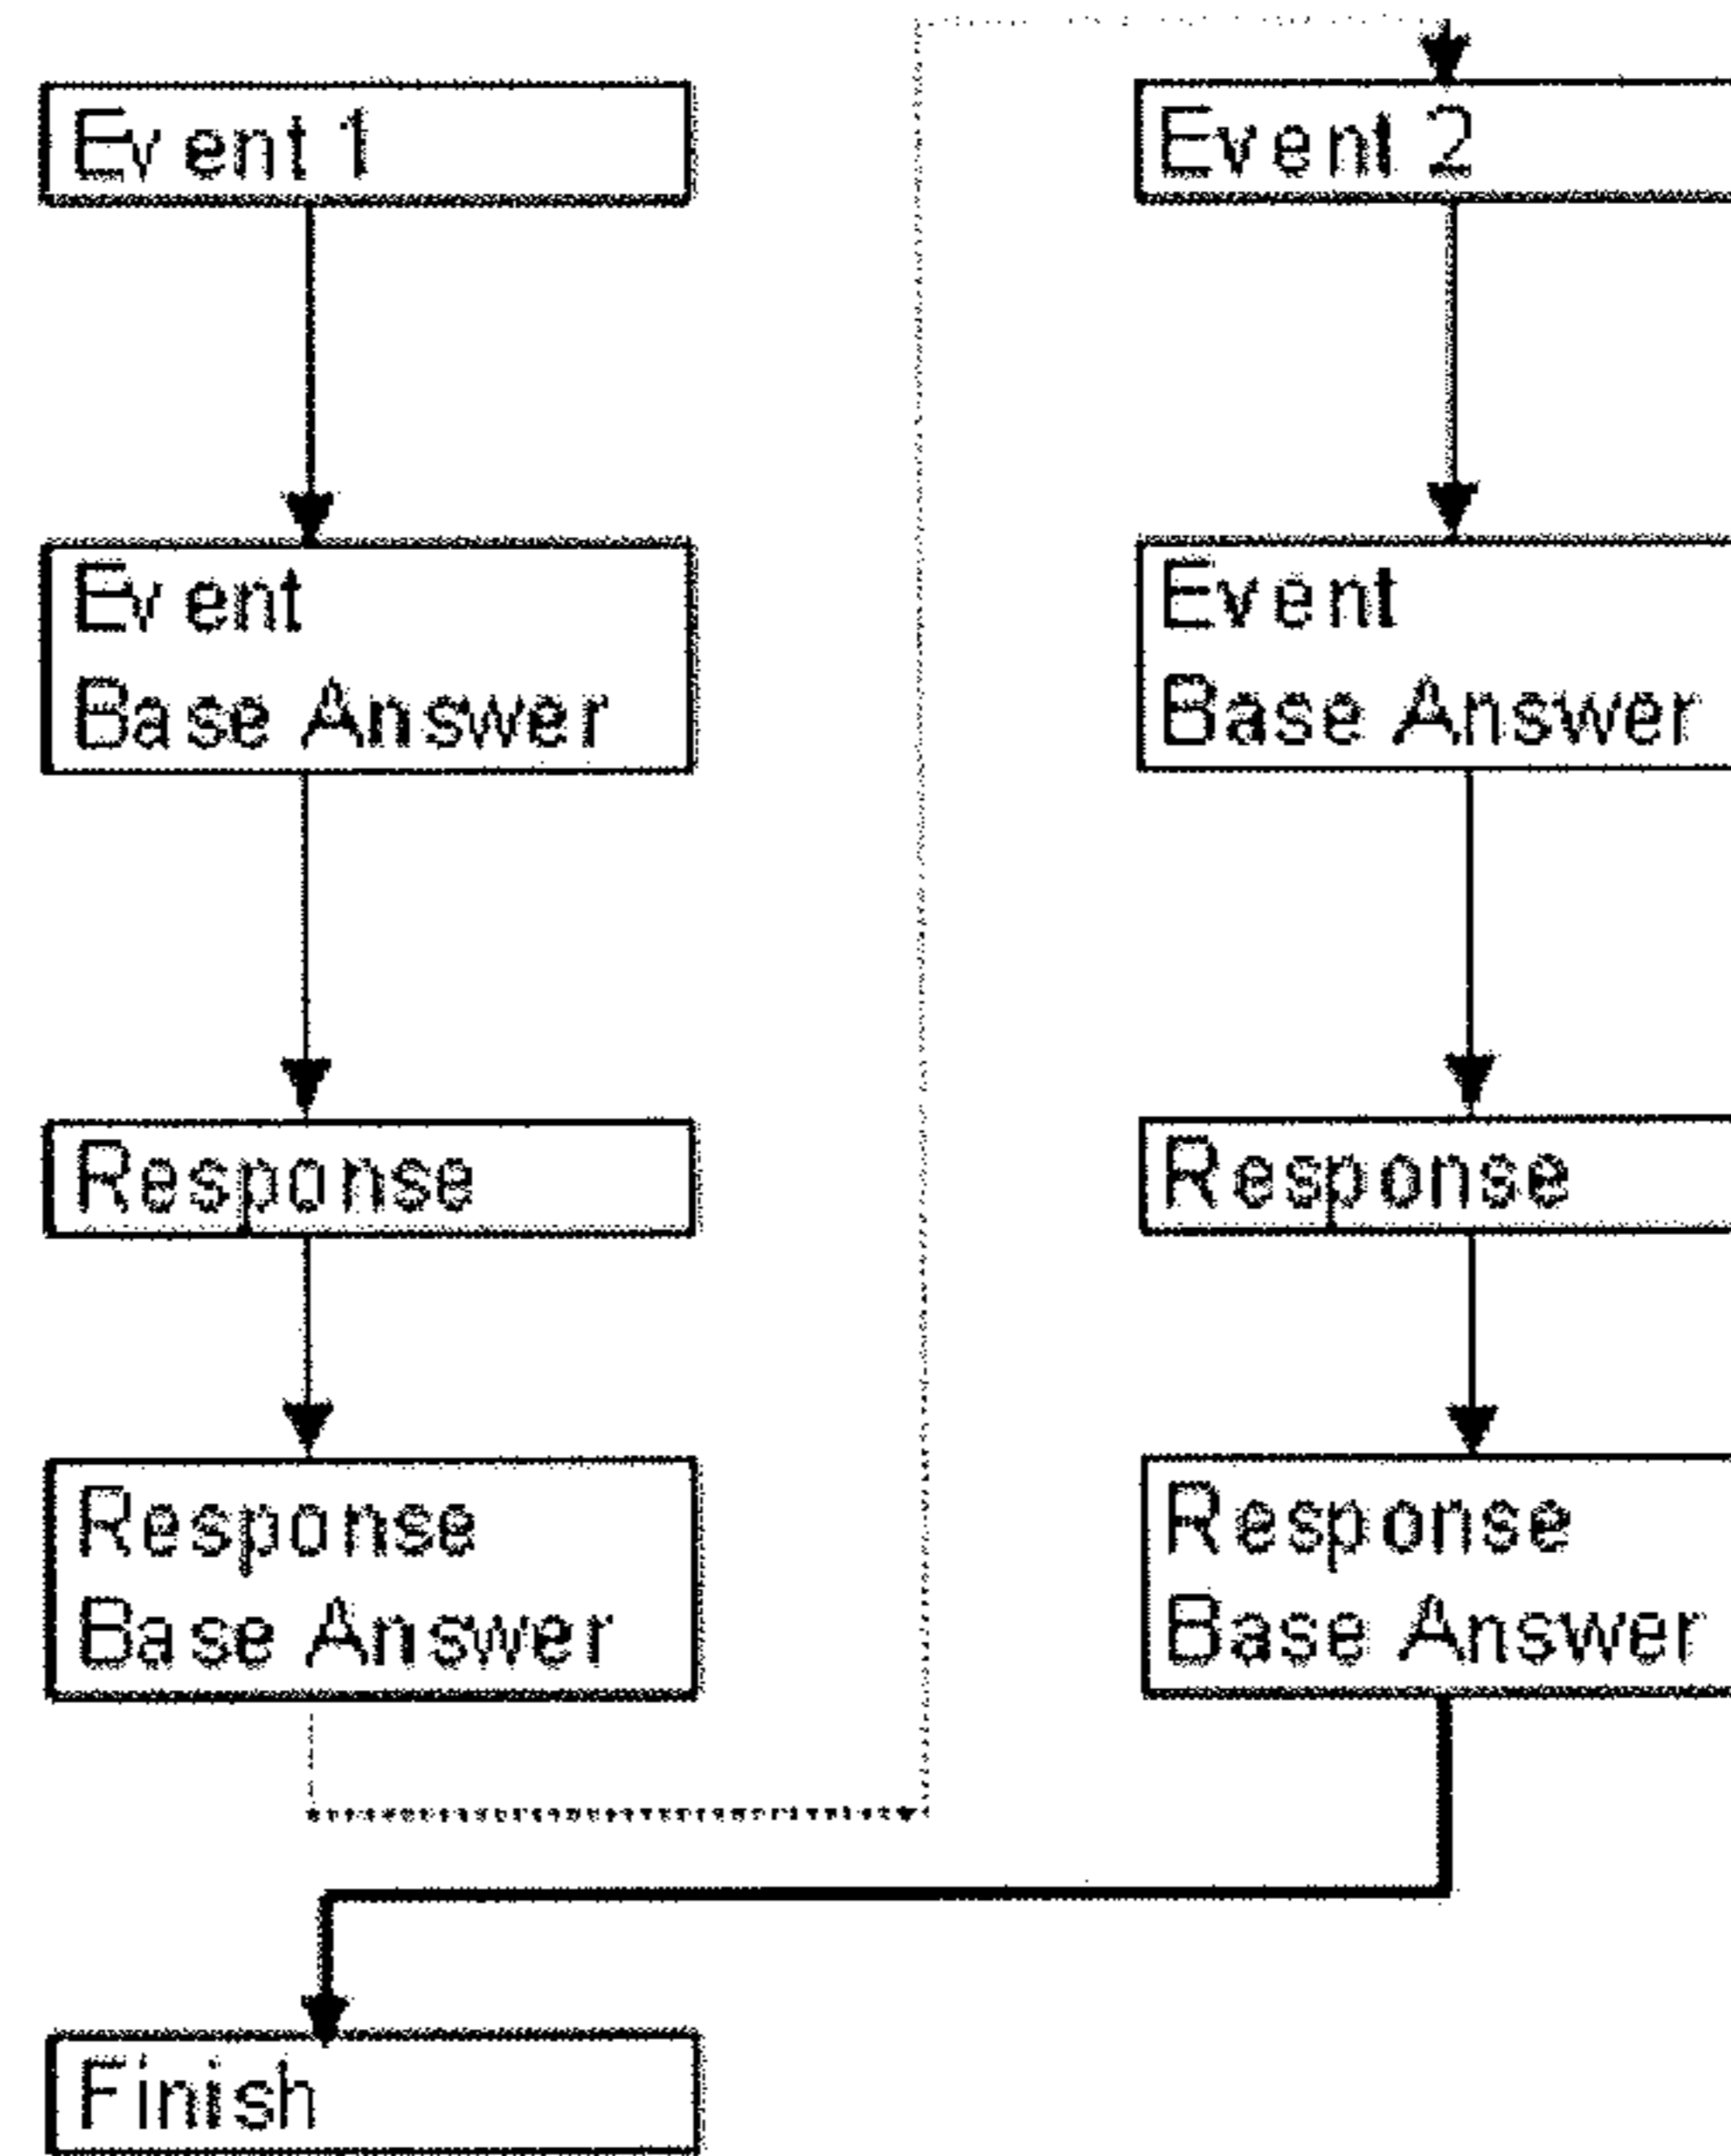 Event 1
Event
Base Answer
Response
Response
Base Answer
Event 2
Event
Base Answer
Response
Response
Base Answer
Finish